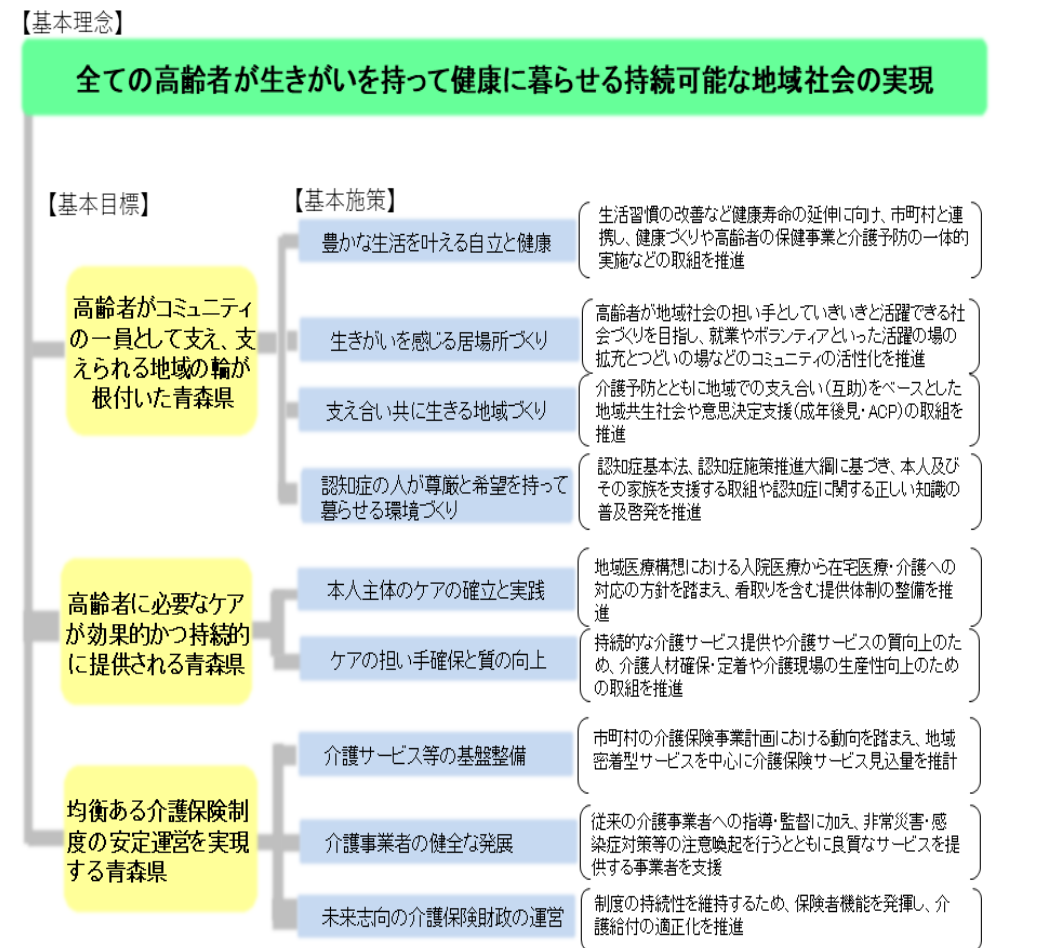 【基本理念】
全ての高齢者が生きがいを持って健康に暮らせる持続可能な地域社会の実現
【基本目標】
【基本施策】
高齢者がコミュニティ
の一員として支え、支
えられる地域の輪が
根付いた青森県
豊かな生活を叶える自立と健康
生活習慣の改善など健康寿命の延伸に向け、市町村と連
携し、健康づくりや高齢者の保健事業と介護予防の一体的
実施などの取組を推進
生きがいを感じる居場所づくり
高齢者が地域社会の担い手としていきいきと活躍できる社
会づくりを目指し、就業やボランティアといった活躍の場の
拡充とつどいの場などのコミュニティの活性化を推進
支え合い共に生きる地域づくり
介護予防とともに地域での支え合い(互助)をベースとした
地域共生社会や意思決定支援(成年後見・ACP)の取組を
推進
認知症の人が尊厳と希望を持って
暮らせる環境づくり
認知症基本法、認知症施策推進大綱に基づき、本人及び
その家族を支援する取組や認知症に関する正しい知識の
普及啓発を推進
高齢者に必要なケア
が効果的かつ持続的
に提供される青森県
本人主体のケアの確立と実践
地域医療構想における入院医療から在宅医療・介護への
対応の方針を踏まえ、看取りを含む提供体制の整備を推
進
ケアの担い手確保と質の向上
持続的な介護サービス提供や介護サービスの質向上のた
め、介護人材確保・定着や介護現場の生産性向上のため
の取組を推進
均衡ある介護保険制
度の安定運営を実現
する青森県
介護サービス等の基盤整備
市町村の介護保険事業計画における動向を踏まえ、地域
密着型サービスを中心に介護保険サービス見込量を推計
介護事業者の健全な発展
従来の介護事業者への指導・監督に加え、非常災害・感
染症対策等の注意喚起を行うとともに良質なサービスを提
供する事業者を支援
未来志向の介護保険財政の運営
制度の持続性を維持するため、保険者機能を発揮し、介
護給付の適正化を推進